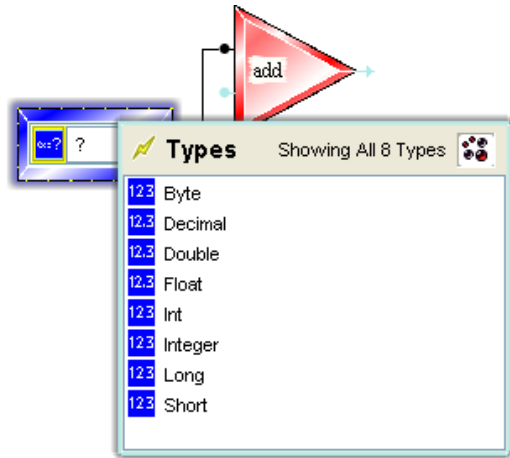 add
α::? ?
Types Showing All 8 Types
123 Byte
12.3 Decimal
12.3 Double
12.3 Float
123 Int
123 Integer
123 Long
123 Short